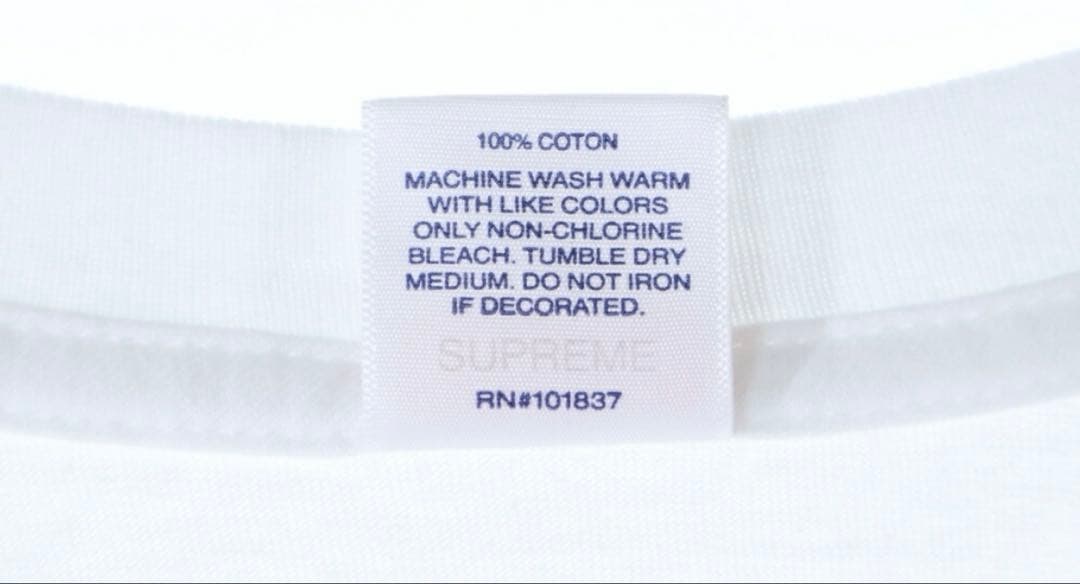 100% COTON
MACHINE WASH WARM
WITH LIKE COLORS
ONLY NON-CHLORINE
BLEACH. TUMBLE DRY
MEDIUM. DO NOT IRON
IF DECORATED.
SUPREME
RN#101837